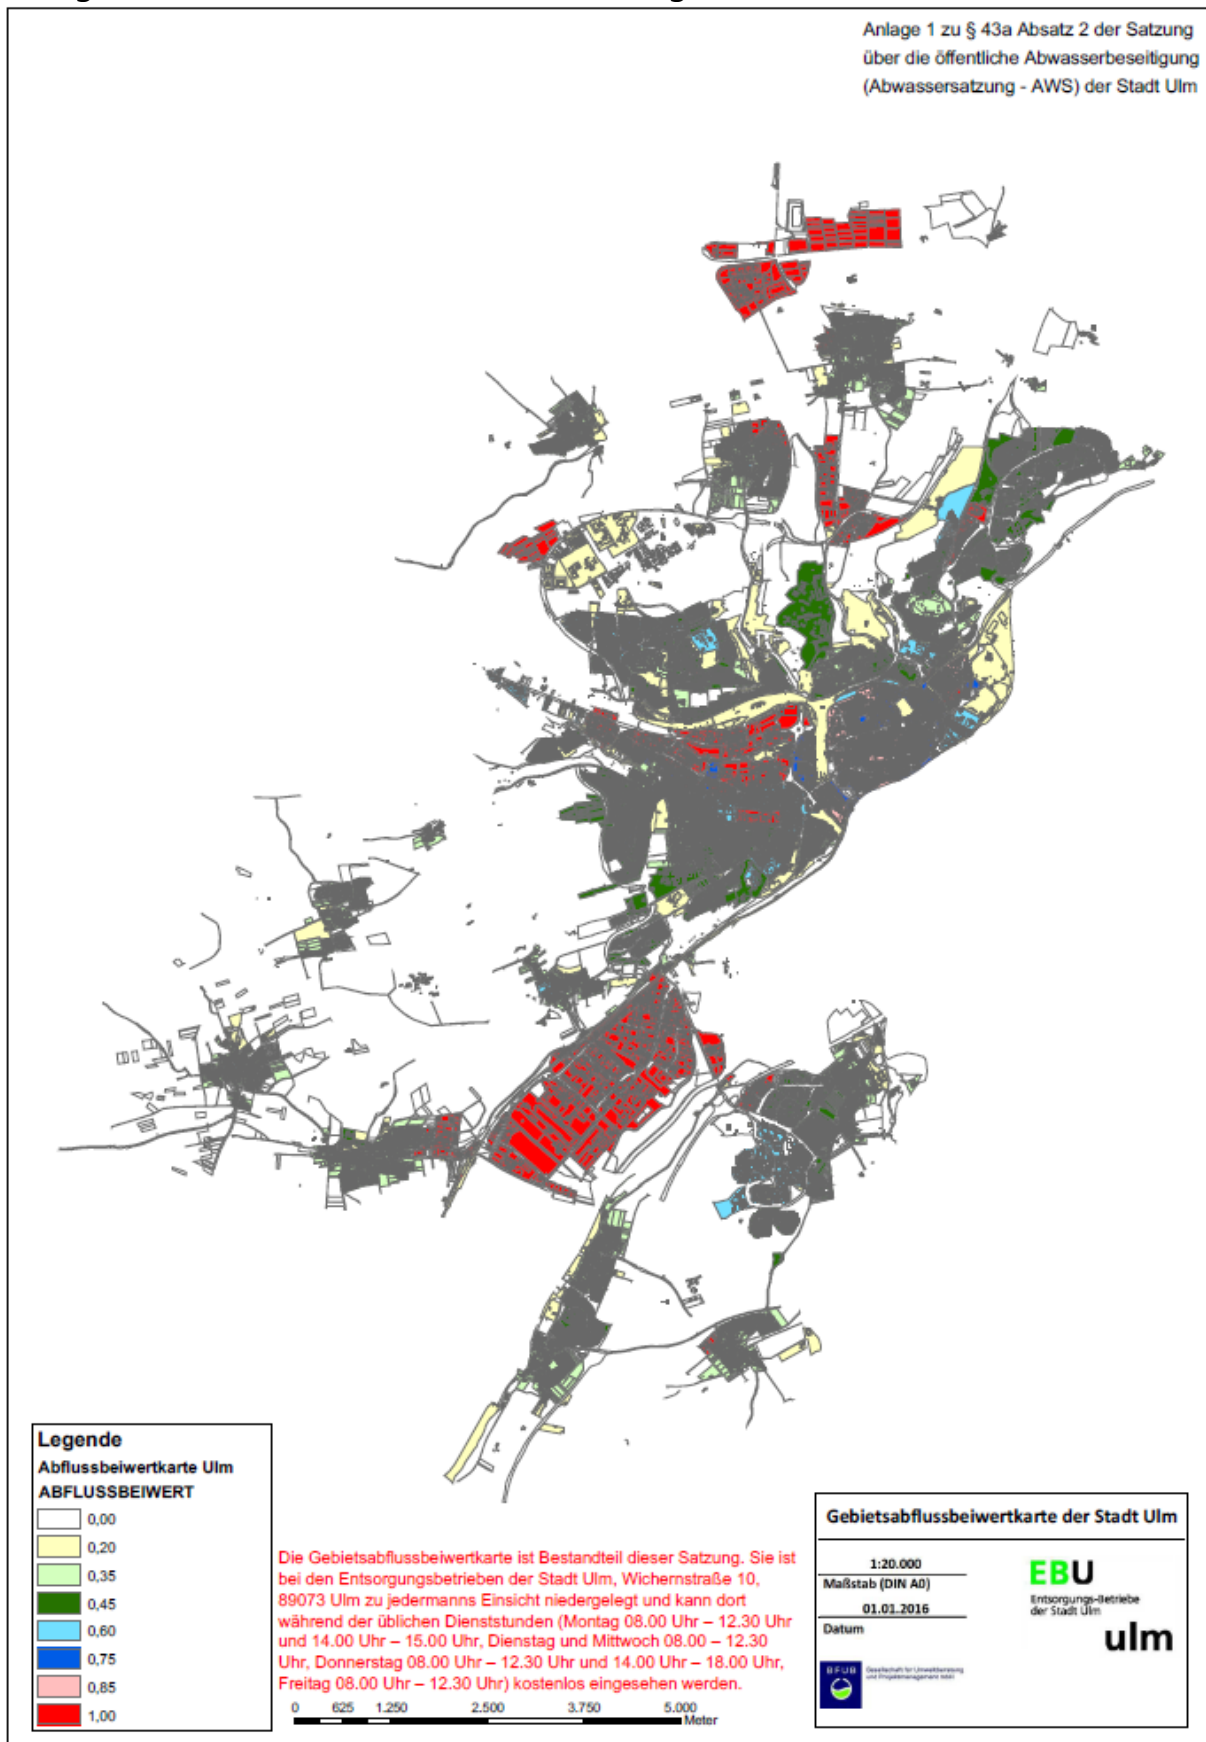 Anlage 1 zu § 43a Absatz 2 der Satzung
über die öffentliche Abwasserbeseitigung
(Abwassersatzung - AWS) der Stadt Ulm
Legende
Abflussbeiwertkarte Ulm
ABFLUSSBEIWERT
0,00
0,20
0,35
0,45
0,60
0,75
0,85
1,00
Die Gebietsabflussbeiwertkarte ist Bestandteil dieser Satzung. Sie ist
bei den Entsorgungsbetrieben der Stadt Ulm, Wichernstraße 10,
89073 Ulm zu jedermanns Einsicht niedergelegt und kann dort
während der üblichen Dienststunden (Montag 08.00 Uhr – 12.30 Uhr
und 14.00 Uhr – 15.00 Uhr, Dienstag und Mittwoch 08.00 – 12.30
Uhr, Donnerstag 08.00 Uhr – 12.30 Uhr und 14.00 Uhr – 18.00 Uhr,
Freitag 08.00 Uhr – 12.30 Uhr) kostenlos eingesehen werden.
0 625 1.250 2.500 3.750 5.000
Meter
Gebietsabflussbeiwertkarte der Stadt Ulm
1:20.000
Maßstab (DIN A0)
01.01.2016
Datum
EBU
Entsorgungs-Betriebe
der Stadt Ulm
ulm
BFUB
Gesellschaft für Umweltberatung
und Projektmanagement mbH